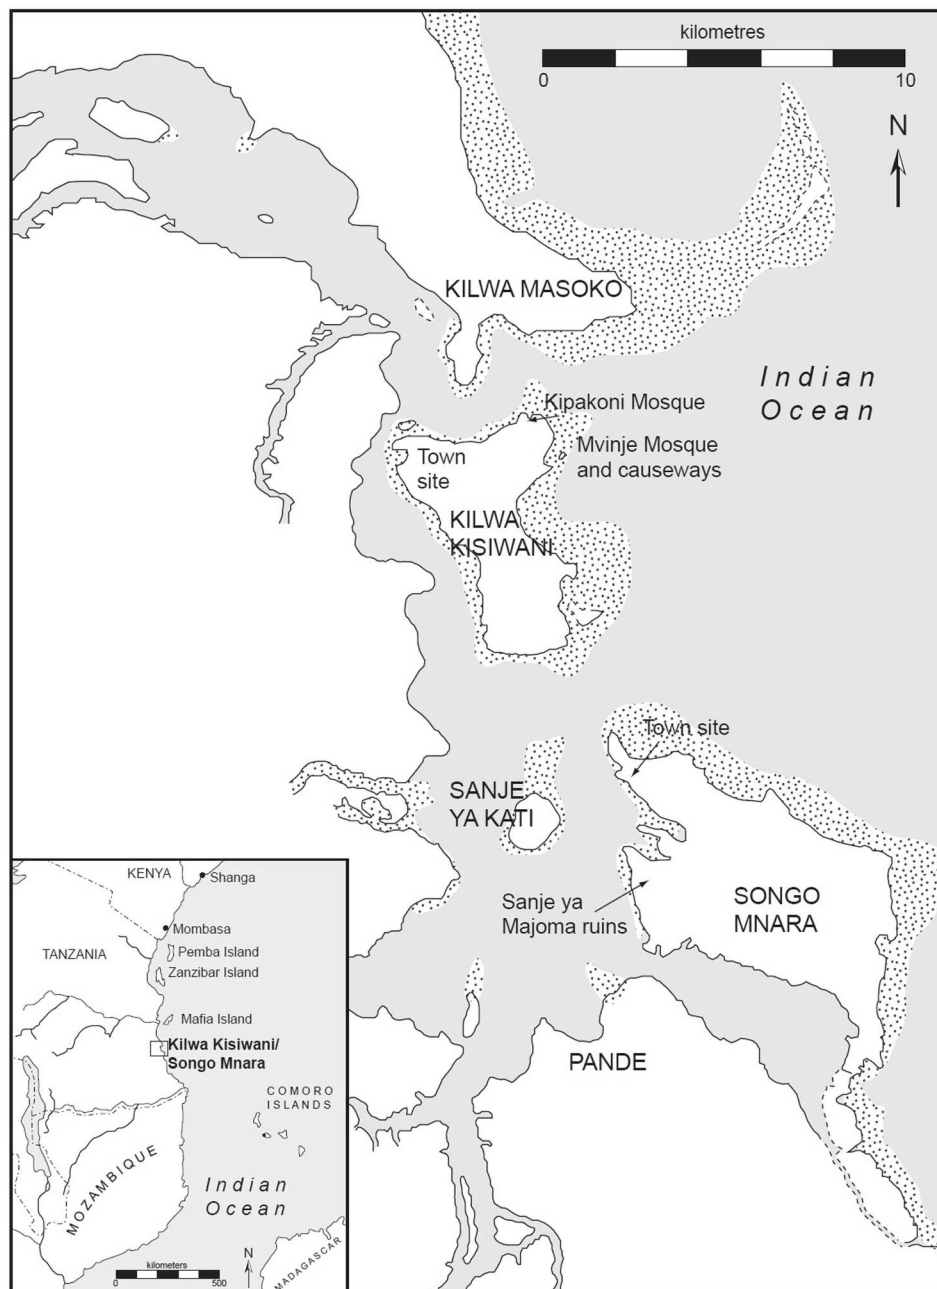 kilometres
0 10
N
KILWA MASOKO
Indian
Ocean
Kipakoni Mosque
Mvinje Mosque
and causeways
Town
site
KILWA
KISIWANI
Town site
SANJE
YA KATI
Sanje ya
Majoma ruins
SONGO
MNARA
PANDE
KENYA
Shanga
Mombasa
TANZANIA
Pemba Island
Zanzibar Island
Mafia Island
Kilwa Kisiwani/
Songo Mnara
COMORO
ISLANDS
MOZAMBIQUE
Indian
Ocean
kilometers
0 500
N
MADAGASCAR